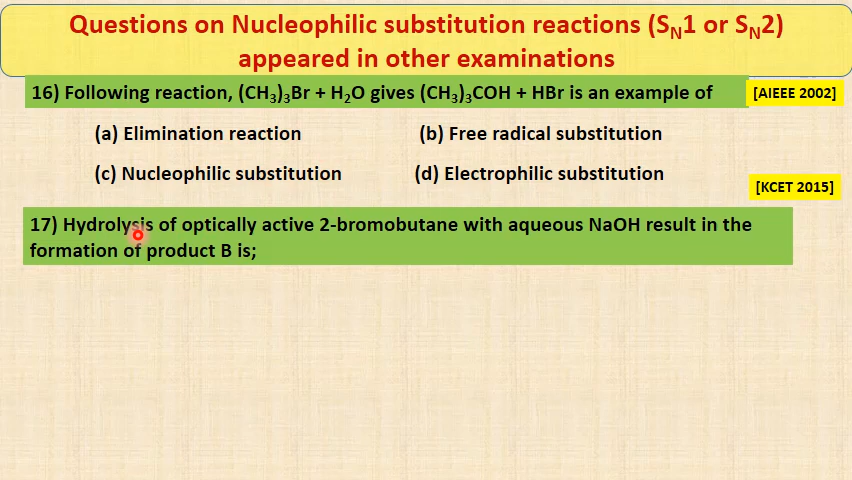 Questions on Nucleophilic substitution reactions (SN1 or SN2)
appeared in other examinations
16) Following reaction, (CH3)3Br + H2O gives (CH3)3COH + HBr is an example of [AIEEE 2002]
(a) Elimination reaction (b) Free radical substitution
(c) Nucleophilic substitution (d) Electrophilic substitution
[KCET 2015]
17) Hydrolysis of optically active 2-bromobutane with aqueous NaOH result in the
formation of product B is;